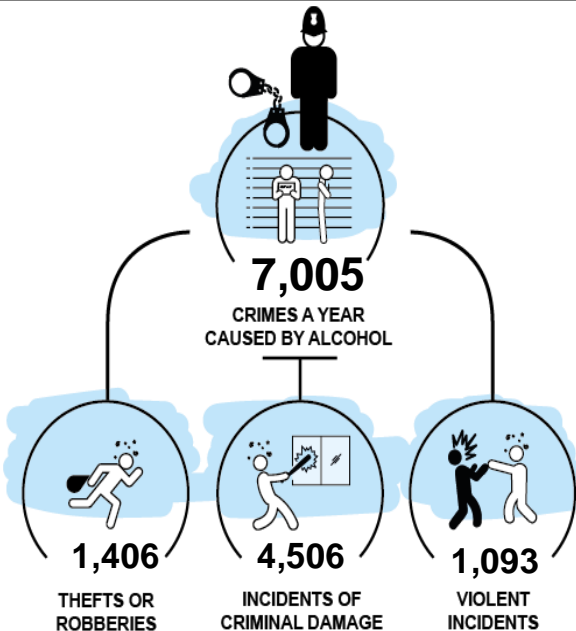 7,005
CRIMES A YEAR
CAUSED BY ALCOHOL
1,406
THEFTS OR
ROBBERIES
4,506
INCIDENTS OF
CRIMINAL DAMAGE
1,093
VIOLENT
INCIDENTS